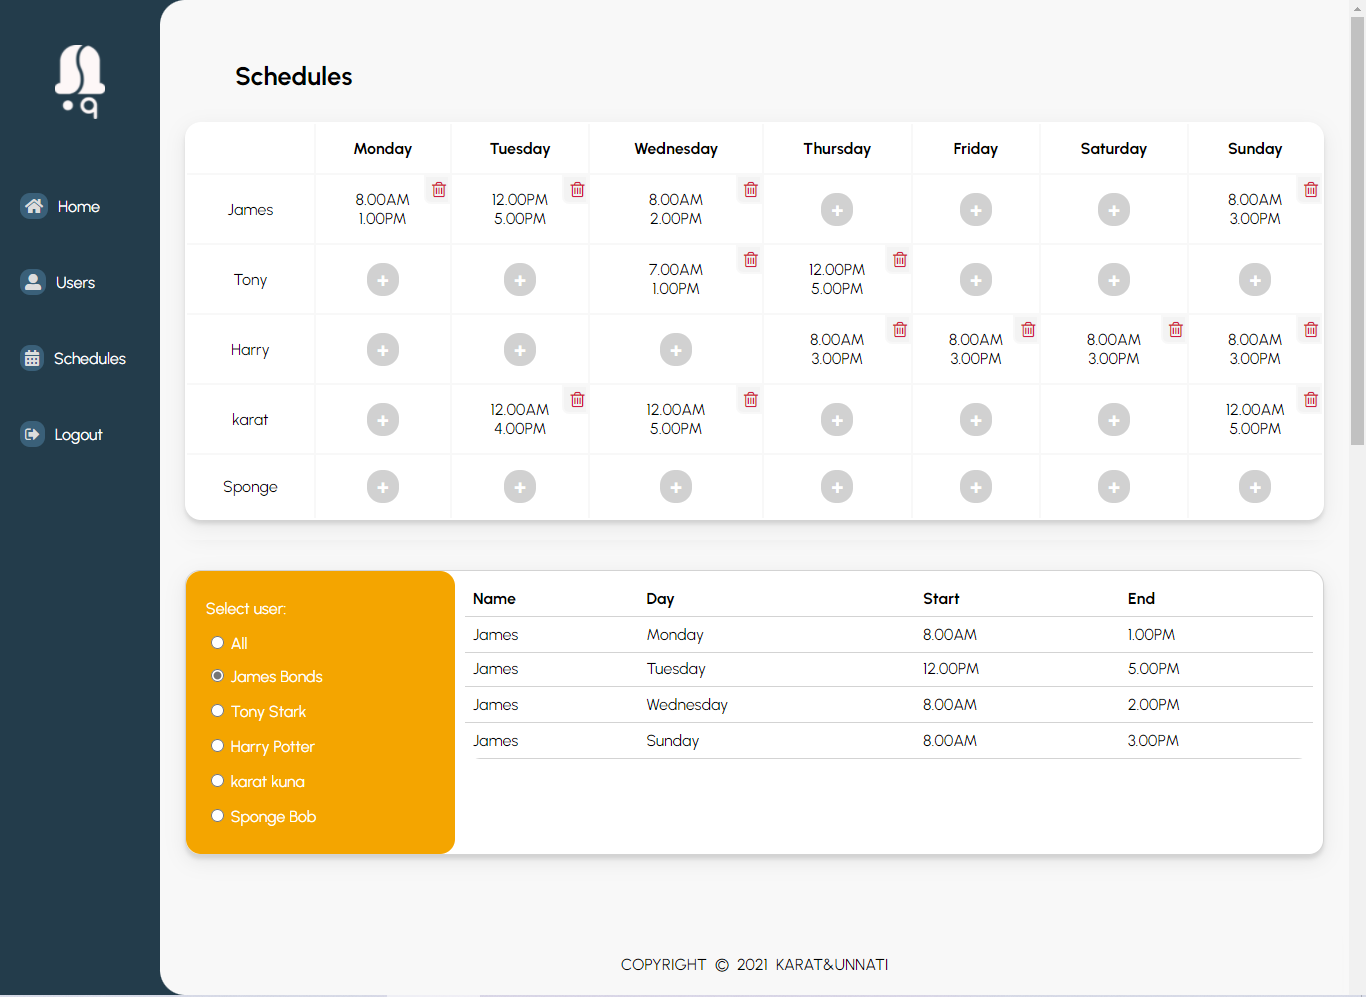 Schedules
Monday Tuesday Wednesday Thursday Friday Saturday Sunday
James 8.00AM 12.00PM 8.00AM 8.00AM
1.00PM 5.00PM 2.00PM 3.00PM
Tony 7.00AM 12.00PM
1.00PM 5.00PM
Harry 8.00AM 8.00AM 8.00AM 8.00AM
3.00PM 3.00PM 3.00PM 3.00PM
karat 12.00AM 12.00AM 12.00AM
4.00PM 5.00PM 5.00PM
Sponge
Home
Users
Schedules
Logout
Select user:
All
James Bonds
Tony Stark
Harry Potter
karat kuna
Sponge Bob
Name Day Start End
James Monday 8.00AM 1.00PM
James Tuesday 12.00PM 5.00PM
James Wednesday 8.00AM 2.00PM
James Sunday 8.00AM 3.00PM
COPYRIGHT © 2021 KARAT&UNNATI